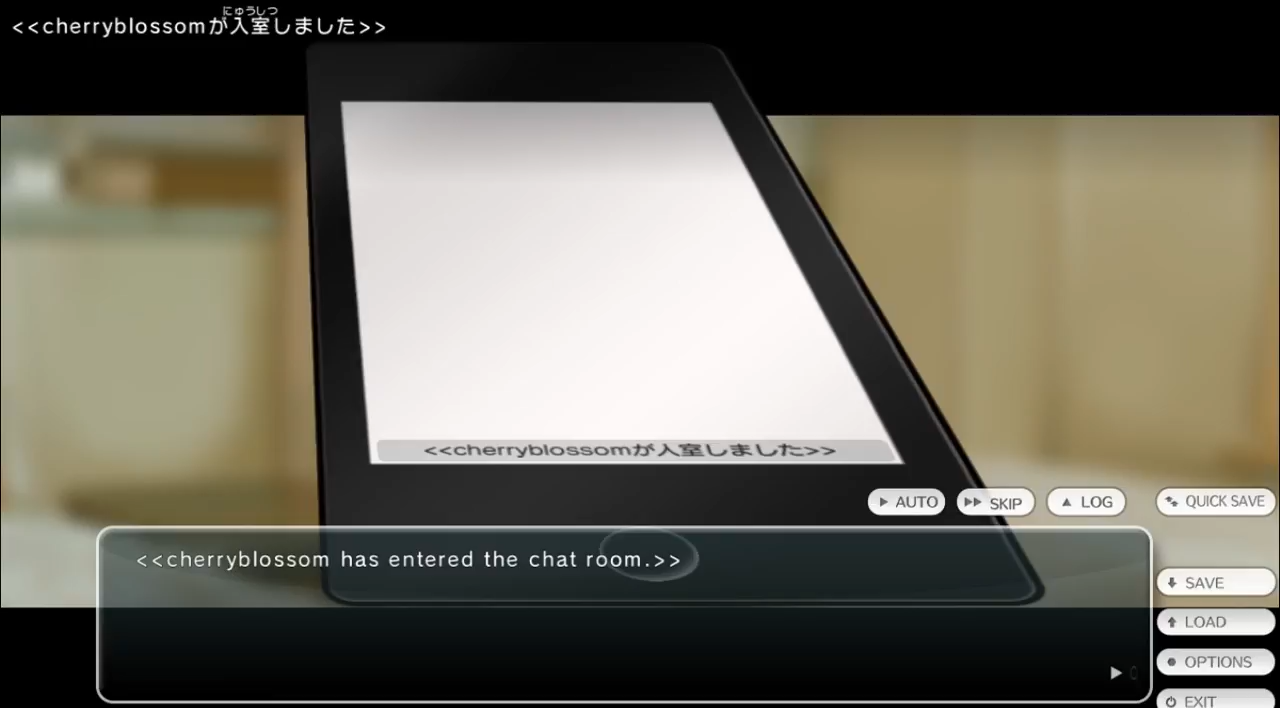 にゅうしつ
<<cherryblossomが入室しました>>
<<cherryblossomが入室しました>>
AUTO
SKIP
LOG
QUICK SAVE
<<cherryblossom has entered the chat room.>>
SAVE
LOAD
OPTIONS
EXIT